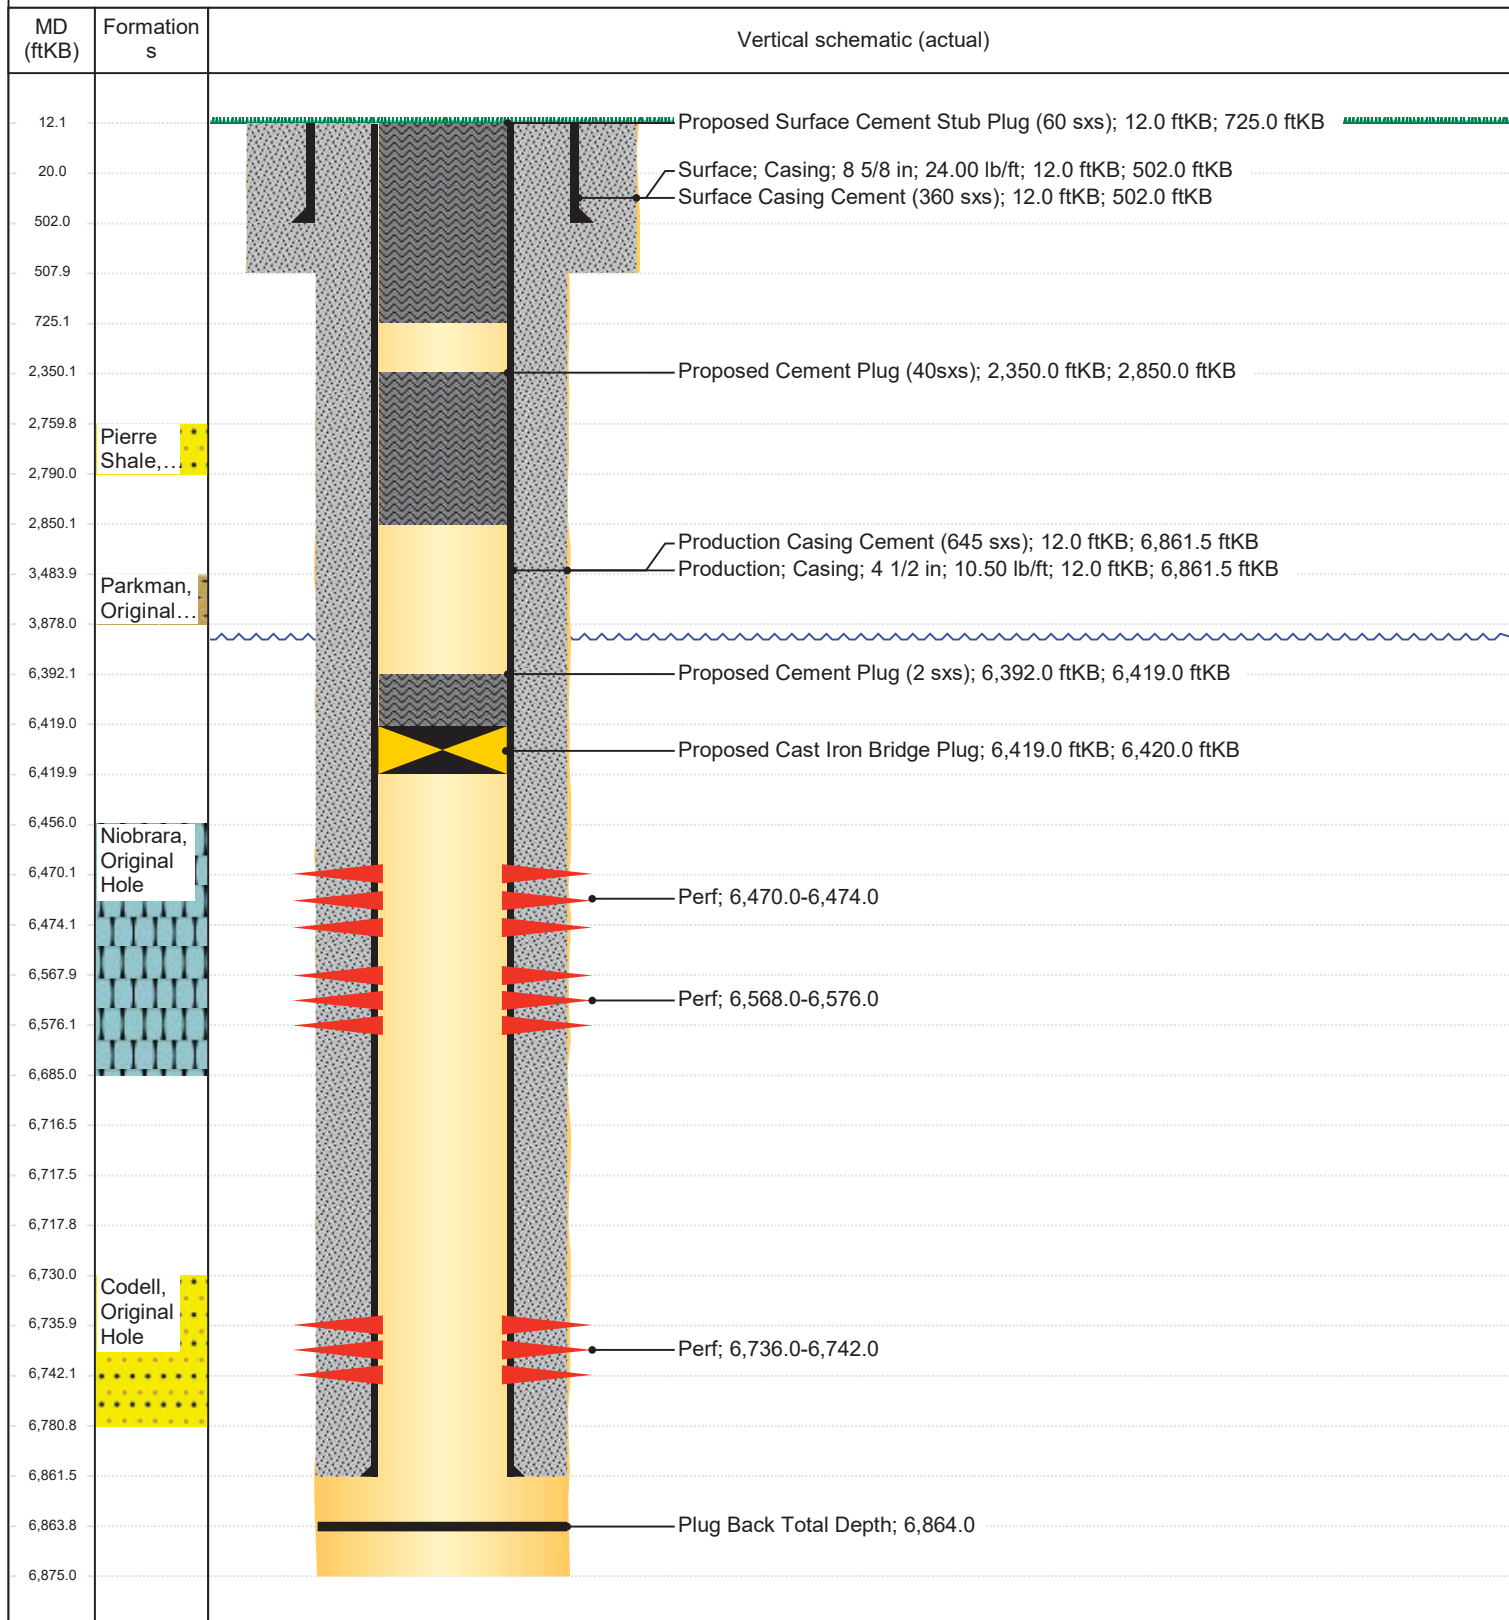 MD
(ftKB)
Formation
s
Vertical schematic (actual)
12.1
Proposed Surface Cement Stub Plug (60 sxs); 12.0 ftKB; 725.0 ftKB
20.0
Surface; Casing; 8 5/8 in; 24.00 lb/ft; 12.0 ftKB; 502.0 ftKB
Surface Casing Cement (360 sxs); 12.0 ftKB; 502.0 ftKB
502.0
507.9
725.1
2,350.1
Proposed Cement Plug (40sxs); 2,350.0 ftKB; 2,850.0 ftKB
2,759.8
Pierre
Shale,...
2,790.0
2,850.1
Production Casing Cement (645 sxs); 12.0 ftKB; 6,861.5 ftKB
Production; Casing; 4 1/2 in; 10.50 lb/ft; 12.0 ftKB; 6,861.5 ftKB
3,483.9
Parkman,
Original...
3,878.0
6,392.1
Proposed Cement Plug (2 sxs); 6,392.0 ftKB; 6,419.0 ftKB
6,419.0
Proposed Cast Iron Bridge Plug; 6,419.0 ftKB; 6,420.0 ftKB
6,419.9
6,456.0
Niobrara,
Original
Hole
6,470.1
Perf; 6,470.0-6,474.0
6,474.1
6,567.9
Perf; 6,568.0-6,576.0
6,576.1
6,685.0
6,716.5
6,717.5
6,717.8
6,730.0
Codell,
Original
Hole
6,735.9
Perf; 6,736.0-6,742.0
6,742.1
6,780.8
6,861.5
6,863.8
Plug Back Total Depth; 6,864.0
6,875.0